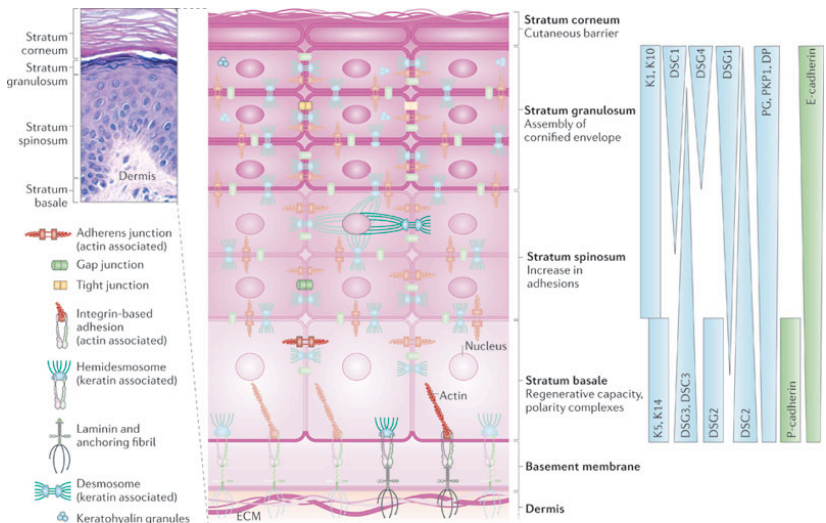 Stratum
corneum
Stratum
granulosum
Stratum
spinosum
Dermis
Stratum
basale
Adherens junction
(actin associated)
Gap junction
Tight junction
Integrin-based
adhesion
(actin associated)
Hemidesmosome
(keratin associated)
Laminin and
anchoring fibril
Desmosome
(keratin associated)
Keratohyalin granules
Nucleus
Actin
ECM
Stratum corneum
Cutaneous barrier
Stratum granulosum
Assembly of
cornified envelope
Stratum spinosum
Increase in
adhesions
Stratum basale
Regenerative capacity,
polarity complexes
Basement membrane
Dermis
K1, K10
DSC1
DSG4
DSG1
PG, PKP1, DP
E-cadherin
K5, K14
DSG3, DSC3
DSG2
DSC2
P-cadherin